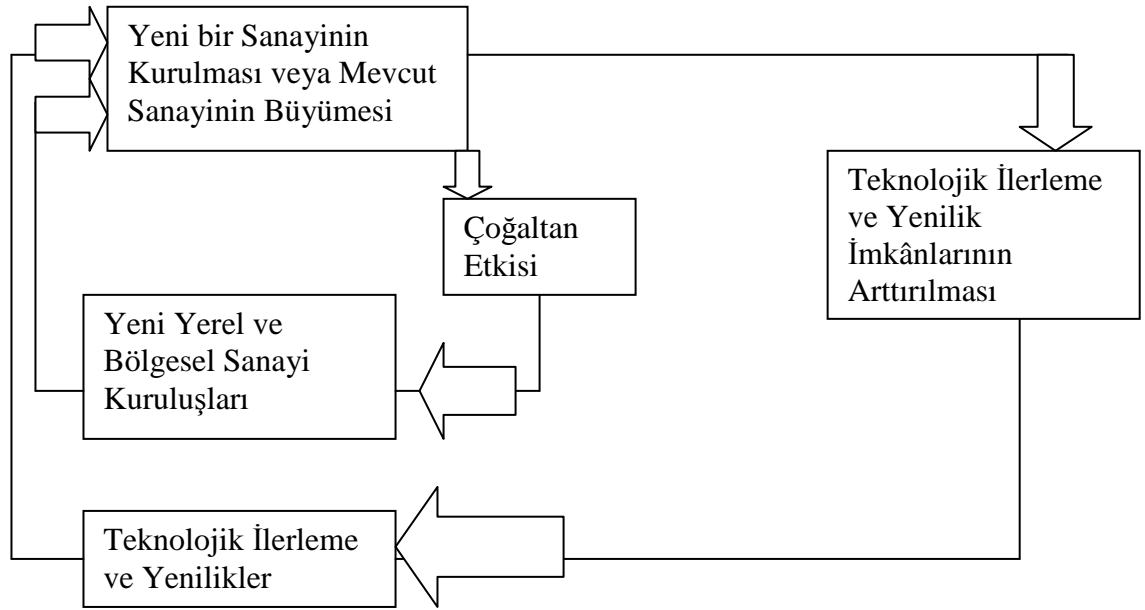 Yeni bir Sanayinin
Kurulması veya Mevcut
Sanayinin Büyümesi
Teknolojik İlerleme
ve Yenilik
İmkânlarının
Arttırılması
Çoğaltan
Etkisi
Yeni Yerel ve
Bölgesel Sanayi
Kuruluşları
Teknolojik İlerleme
ve Yenilikler